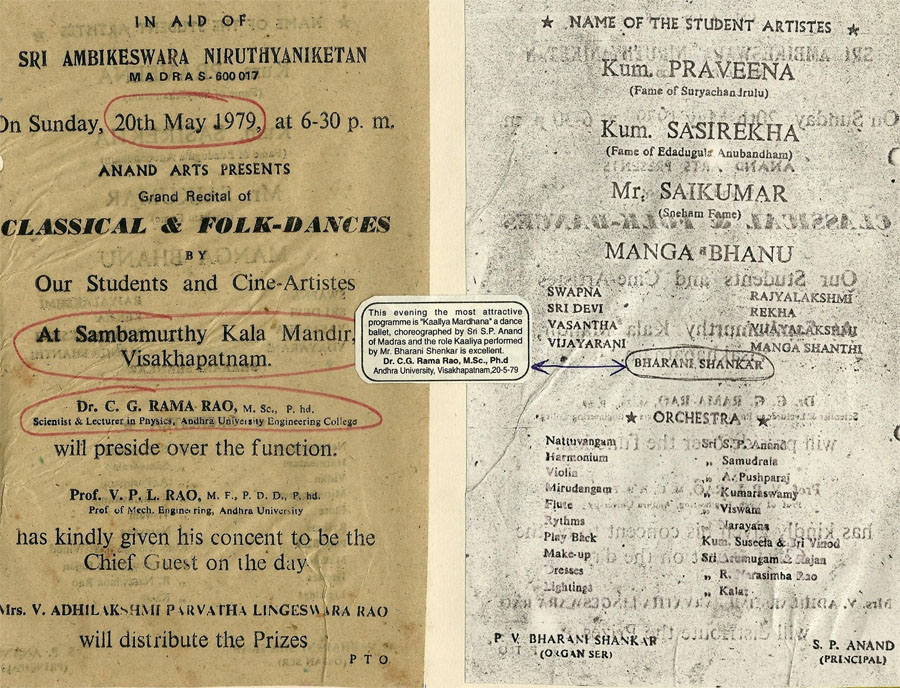 IN AID OF
SRI AMBIKESWARA NIRUTHYANIKETAN
MADRAS-600 017
On Sunday, 20th May 1979, at 6-30 p. m.
ANAND ARTS PRESENTS
Grand Recital of
CLASSICAL & FOLK-DANCES
BY
Our Students and Cine-Artistes
At Sambamurthy Kala Mandir,
Visakhapatnam.
Dr. C. G. RAMA RAO, M. Sc., P. hd.
Scientist & Lecturer in Physics, Andhra University Engineering College
will preside over the function.
Prof. V. P. L. RAO, M. F., P. D. D., P. hd.
Prof of Mech. Engineering, Andhra University
has kindly given his concent to be the
Chief Guest on the day
Mrs. V. ADHILAKSHMI PARVATHA LINGESWARA RAO
will distribute the Prizes
PTO
This evening the most attractive
programme is "Kaaliya Mardhana" a dance
ballet, choreographed by Sri S.P. Anand
of Madras and the role Kaaliya performed
by Mr. Bharani Shenkar is excellent.
Dr. C.G. Rama Rao, M.Sc., Ph.d
Andhra University, Visakhapatnam,20-5-79
★ NAME OF THE STUDENT ARTISTES ★
Kum. PRAVEENA
(Fame of Suryachandrulu)
Kum. SASIREKHA
(Fame of Edadugula Anubandham)
Mr. SAIKUMAR
(Sneham Fame)
MANGA BHANU
SWAPNA RAJYALAKSHMI
SRI DEVI REKHA
VASANTHA VIJAYALAKSHMI
VIJAYARANI MANGA SHANTHI
BHARANI SHANKAR
★ ORCHESTRA ★
Nattuvangam Sri S. P. Anand
Harmonium ,, Samudrala
Violin ,, A. Pushparaj
Mirudangam ,, Kumaraswamy
Flute ,, Viswam
Rythms ,, Narayana
Play Back Kum. Suseela & Sri Vinod
Make-up Sri Arumugam & Rajan
Dresses ,, R. Narasimha Rao
Lightings ,, Kala
P. V. BHARANI SHANKAR S. P. ANAND
(ORGAN SER) (PRINCIPAL)